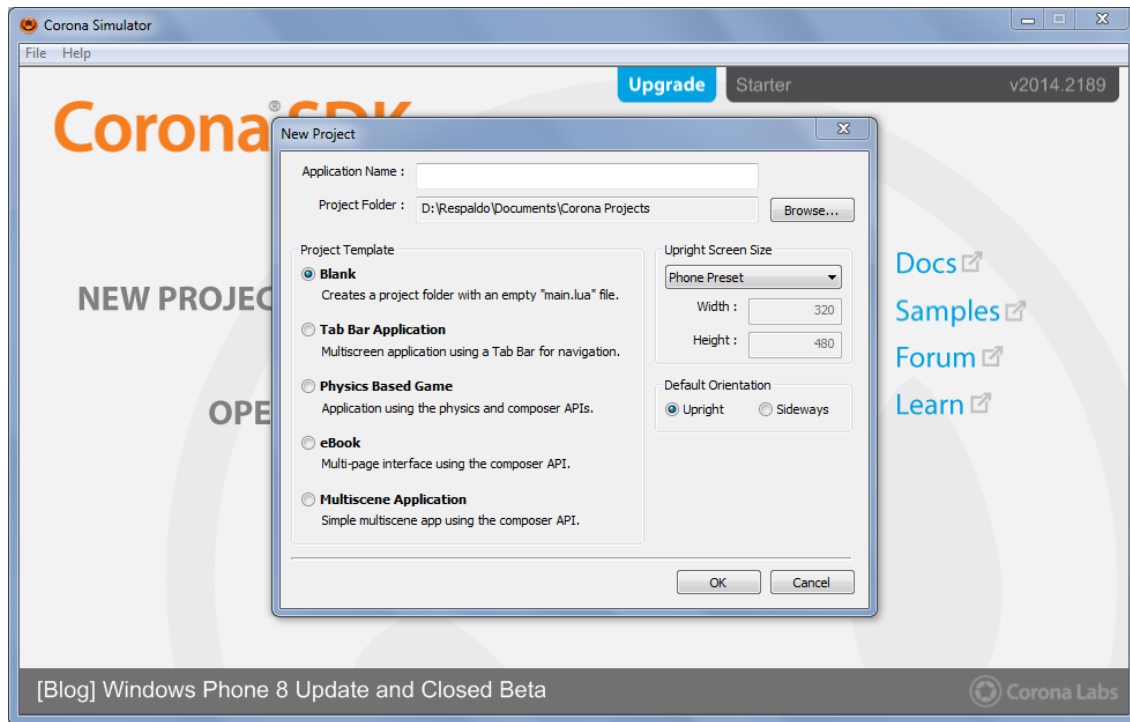 Corona Simulator
File Help
Upgrade Starter v2014.2189
Corona® SDK
New Project
Application Name :
Project Folder : D:\Respaldo\Documents\Corona Projects Browse...
Project Template
Blank
Creates a project folder with an empty "main.lua" file.
Tab Bar Application
Multiscreen application using a Tab Bar for navigation.
Physics Based Game
Application using the physics and composer APIs.
eBook
Multi-page interface using the composer API.
Multiscene Application
Simple multiscene app using the composer API.
Upright Screen Size
Phone Preset
Width : 320
Height : 480
Default Orientation
Upright Sideways
OK Cancel
NEW PROJEC
OPE
Docs
Samples
Forum
Learn
[Blog] Windows Phone 8 Update and Closed Beta
Corona Labs